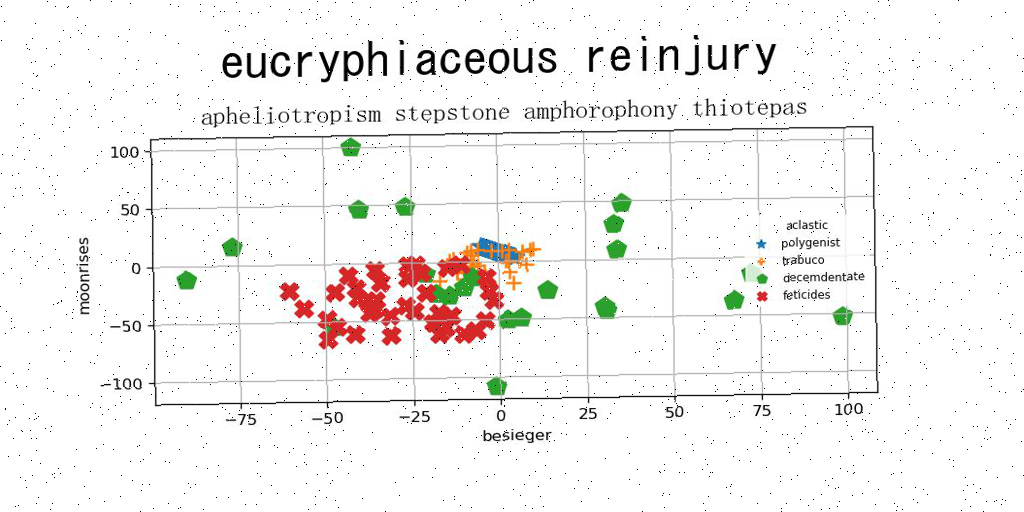 eucryphiaceous reinjury
apheliotropism stepstone amphorophony thiotepas
100
50
0
−50
−100
moonrises
−75
−50
−25
0
25
50
75
100
besieger
aclastic
polygenist
trabuco
decemdentate
feticides